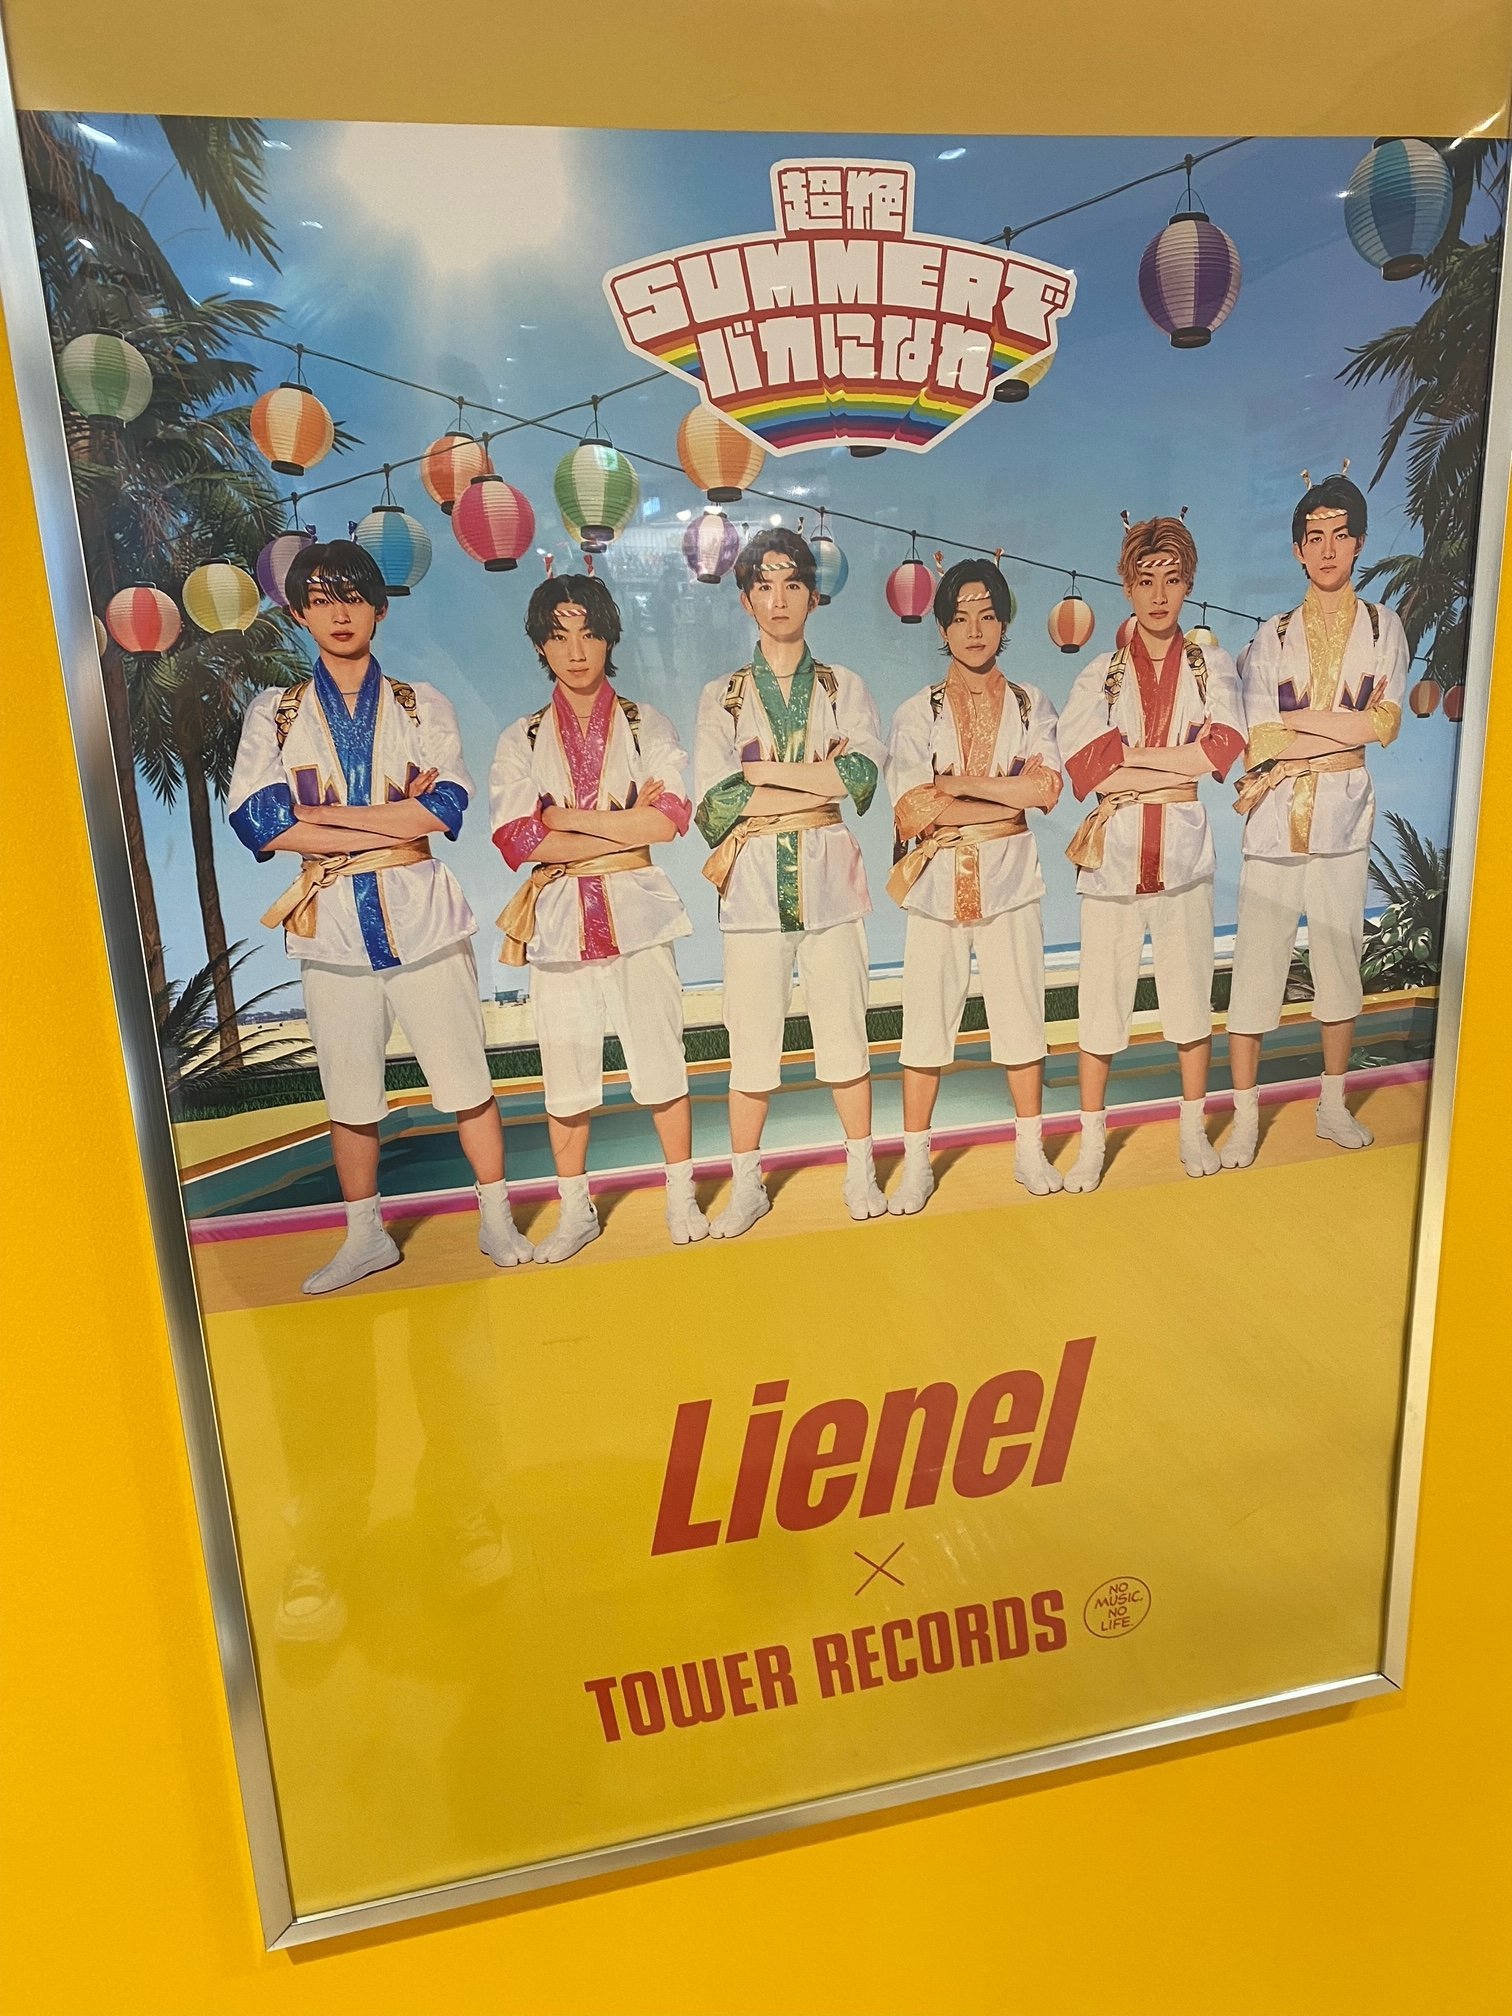 超絶
SUMMERで
バカになれ
Lienel
×
TOWER RECORDS
NO
MUSIC.
NO
LIFE.